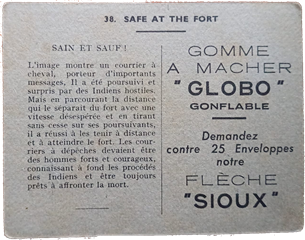 38. SAFE AT THE FORT
SAIN ET SAUF!
L'image montre un courrier à
cheval, porteur d'importants
messages, Il a été poursuivi et
surpris par des Indiens hostiles.
Mais en parcourant la distance
qui le séparait du fort avec une
vitesse désespérée et en tirant
sans cesse sur ses poursuivants,
il a réussi à les tenir à distance
et à atteindre le fort. Les cour-
riers à dépêches devaient être
des hommes forts et courageux,
connaissant à fond les procédés
des Indiens et être toujours
prêts à affronter la mort.
GOMME
A MACHER
"GLOBO"
GONFLABLE
Demandez
contre 25 Enveloppes
notre
FLÈCHE
"SIOUX"